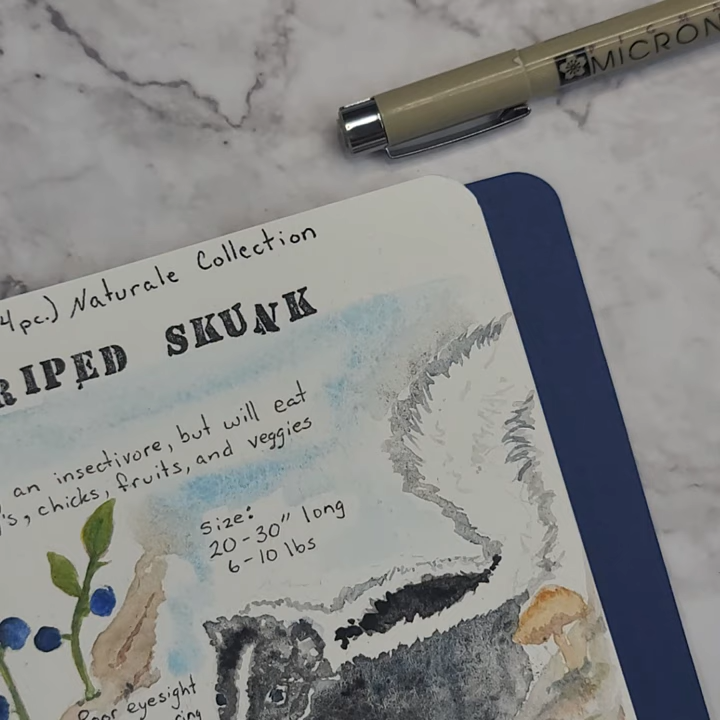 MICRON
4pc.) Naturale Collection
RIPED SKUNK
an insectivore, but will eat
's, chicks, fruits, and veggies
size:
20-30" long
6-10 lbs
Poor eyesight